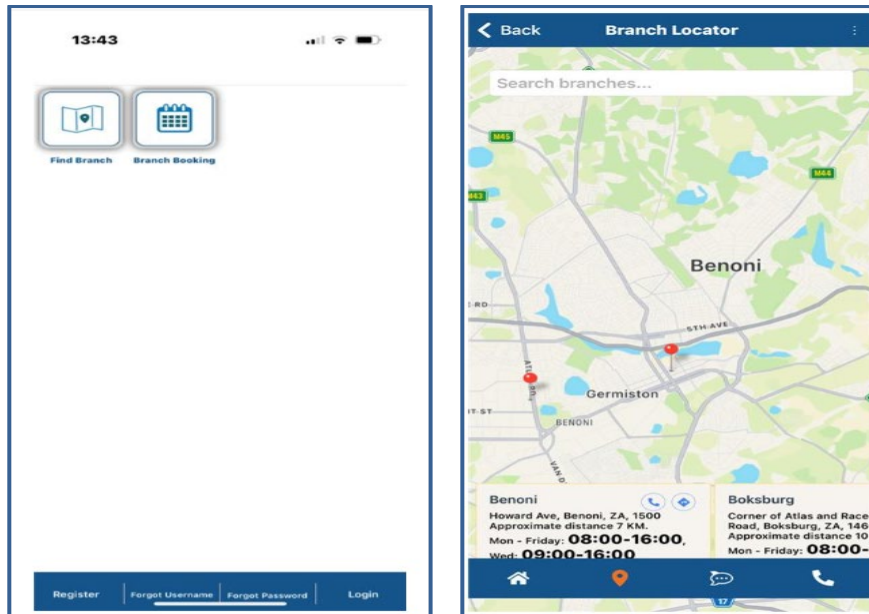 13:43
Find Branch
Branch Booking
Register
Forgot Username
Forgot Password
Login
Back
Branch Locator
Search branches...
M45
M44
M43
Benoni
STH AVE
Germiston
BENONI
Benoni
Howard Ave, Benoni, ZA, 1500
Approximate distance 7 KM.
Mon - Friday: 08:00-16:00,
Wed: 09:00-16:00
Boksburg
Corner of Atlas and Race
Road, Boksburg, ZA, 146
Approximate distance 10
Mon - Friday: 08:00-
17